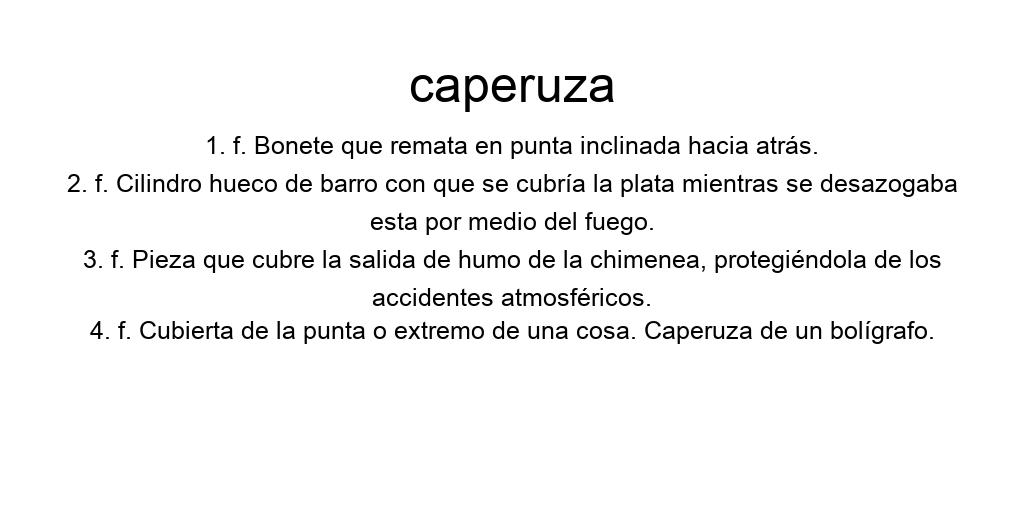 caperuza
1. f. Bonete que remata en punta inclinada hacia atrás.
2. f. Cilindro hueco de barro con que se cubría la plata mientras se desazogaba
esta por medio del fuego.
3. f. Pieza que cubre la salida de humo de la chimenea, protegiéndola de los
accidentes atmosféricos.
4. f. Cubierta de la punta o extremo de una cosa. Caperuza de un bolígrafo.